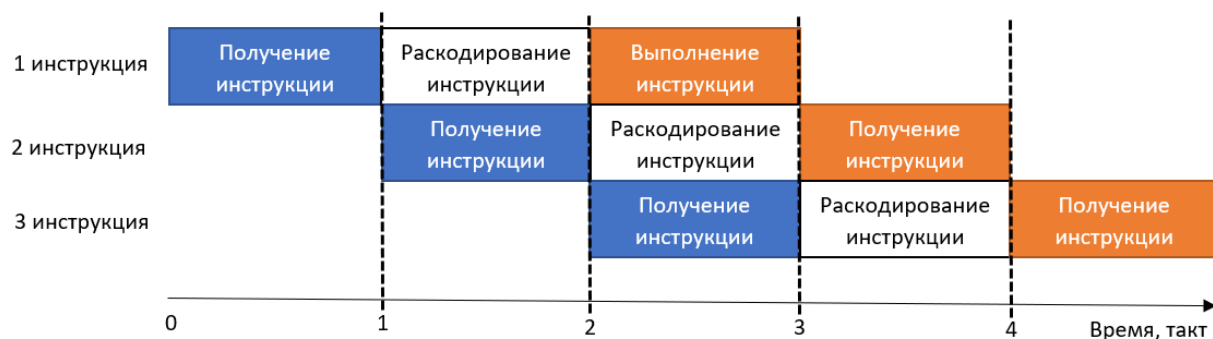 1 инструкция
Получение
инструкции
Раскодирование
инструкции
Выполнение
инструкции
2 инструкция
Получение
инструкции
Раскодирование
инструкции
Получение
инструкции
3 инструкция
Получение
инструкции
Раскодирование
инструкции
Получение
инструкции
0
1
2
3
4
Время, такт